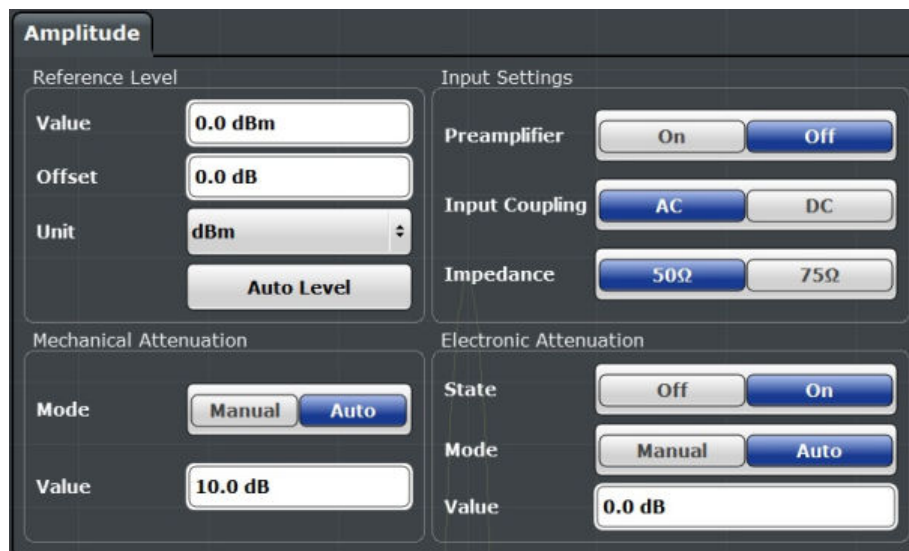 Amplitude
Reference Level
Value 0.0 dBm
Offset 0.0 dB
Unit dBm
Auto Level
Input Settings
Preamplifier On Off
Input Coupling AC DC
Impedance 50Ω 75Ω
Mechanical Attenuation
Mode Manual Auto
Value 10.0 dB
Electronic Attenuation
State Off On
Mode Manual Auto
Value 0.0 dB